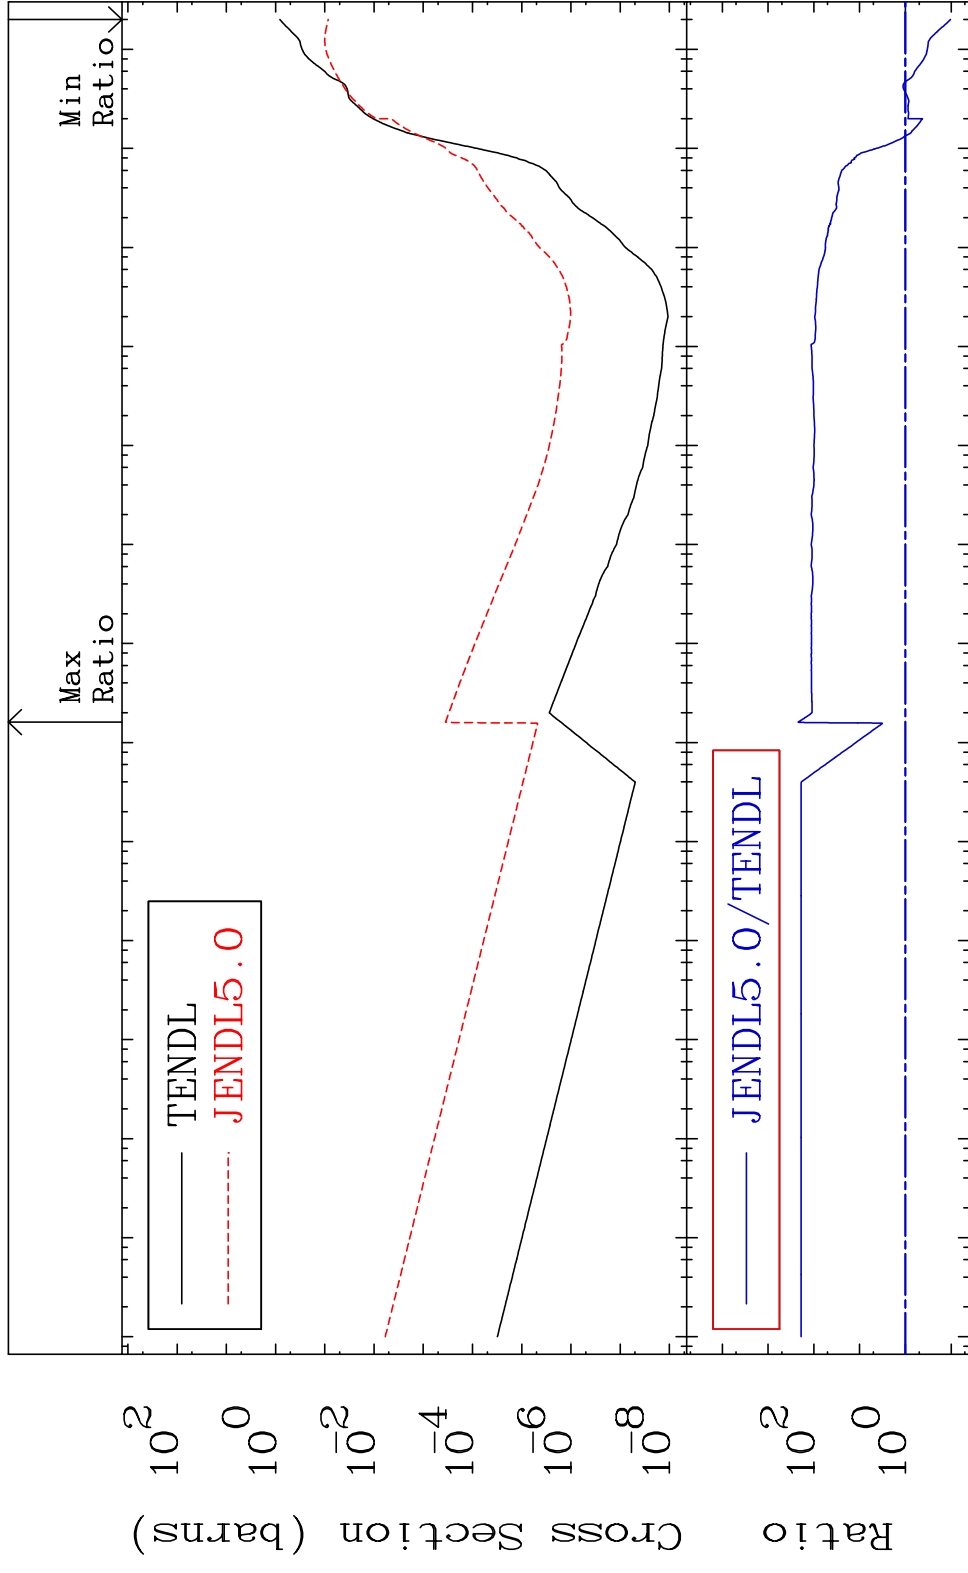 Max
Ratio
Min
Ratio
TENDL
JENDL5.0
JENDL5.0/TENDL
Cross Section (barns)
10 2
10 0
10 -2
10 -4
10 -6
10 -8
Ratio
10 2
10 0